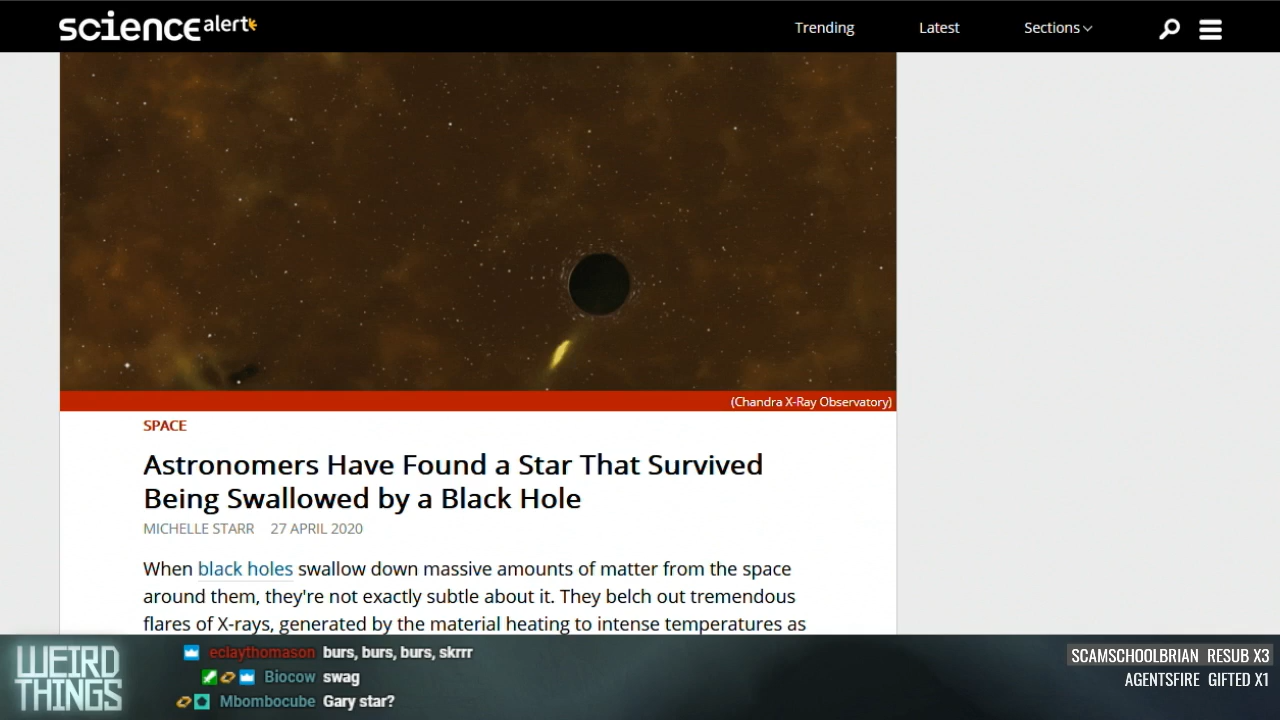 sciencealert
Trending
Latest
Sections
(Chandra X-Ray Observatory)
SPACE
Astronomers Have Found a Star That Survived
Being Swallowed by a Black Hole
MICHELLE STARR 27 APRIL 2020
When black holes swallow down massive amounts of matter from the space
around them, they're not exactly subtle about it. They belch out tremendous
flares of X-rays, generated by the material heating to intense temperatures as
WEIRD
THINGS
eclaythomason burs, burs, burs, skrrr
Biocow swag
Mbombocube Gary star?
SCAMSCHOOLBRIAN RESUB X3
AGENTSFIRE GIFTED X1